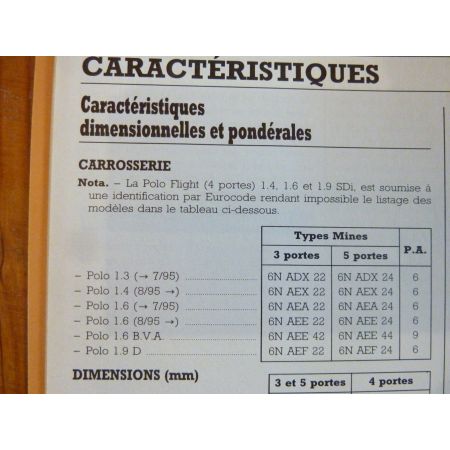 CARACTÉRISTIQUES
Caractéristiques
dimensionnelles et pondérales
CARROSSERIE
Nota. – La Polo Flight (4 portes) 1.4, 1.6 et 1.9 SDi, est soumise à
une identification par Eurocode rendant impossible le listage des
modèles dans le tableau ci-dessous.
Types Mines P.A.
3 portes 5 portes
– Polo 1.3 (→ 7/95) 6N ADX 22 6N ADX 24 6
– Polo 1.4 (8/95 →) 6N AEX 22 6N AEX 24 6
– Polo 1.6 (→ 7/95) 6N AEA 22 6N AEA 24 6
– Polo 1.6 (8/95 →) 6N AEE 22 6N AEE 24 6
– Polo 1.6 B.V.A. 6N AEE 42 6N AEE 44 9
– Polo 1.9 D 6N AEF 22 6N AEF 24 6
DIMENSIONS (mm)
3 et 5 portes 4 portes